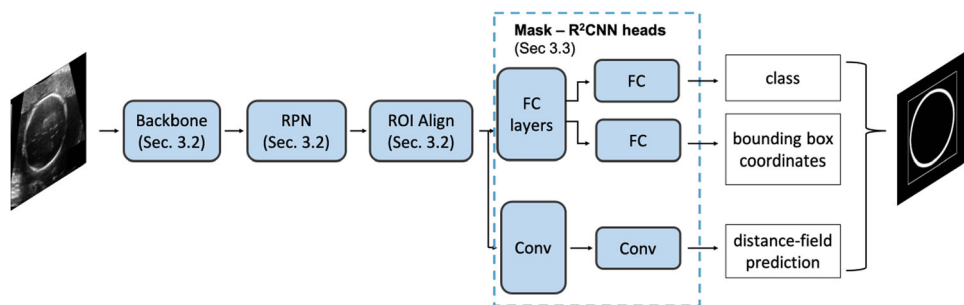 Mask – R²CNN heads
(Sec 3.3)
Backbone
(Sec. 3.2)
RPN
(Sec. 3.2)
ROI Align
(Sec. 3.2)
FC
layers
FC
FC
class
bounding box
coordinates
Conv
Conv
distance-field
prediction